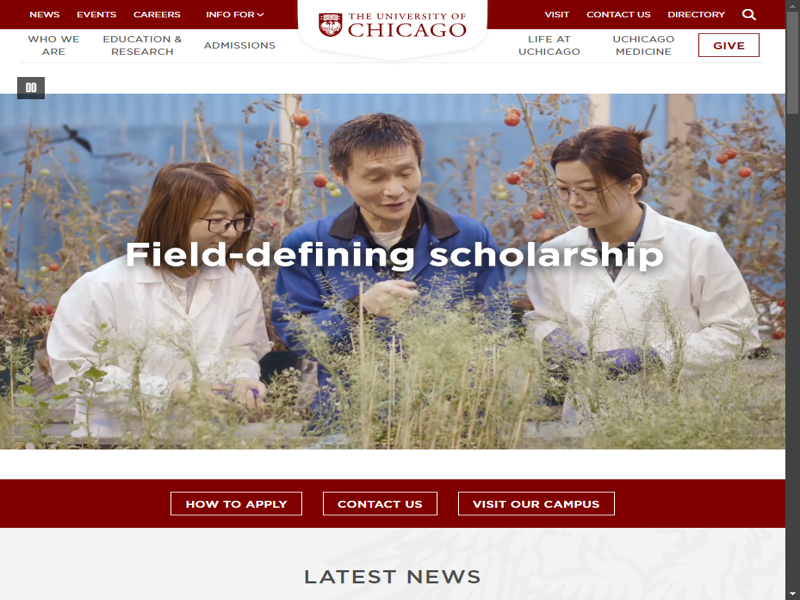 NEWS EVENTS CAREERS INFO FOR
THE UNIVERSITY OF
CHICAGO
VISIT CONTACT US DIRECTORY
WHO WE
ARE
EDUCATION &
RESEARCH
ADMISSIONS
LIFE AT
UCHICAGO
UCHICAGO
MEDICINE
GIVE
Field-defining scholarship
HOW TO APPLY
CONTACT US
VISIT OUR CAMPUS
LATEST NEWS